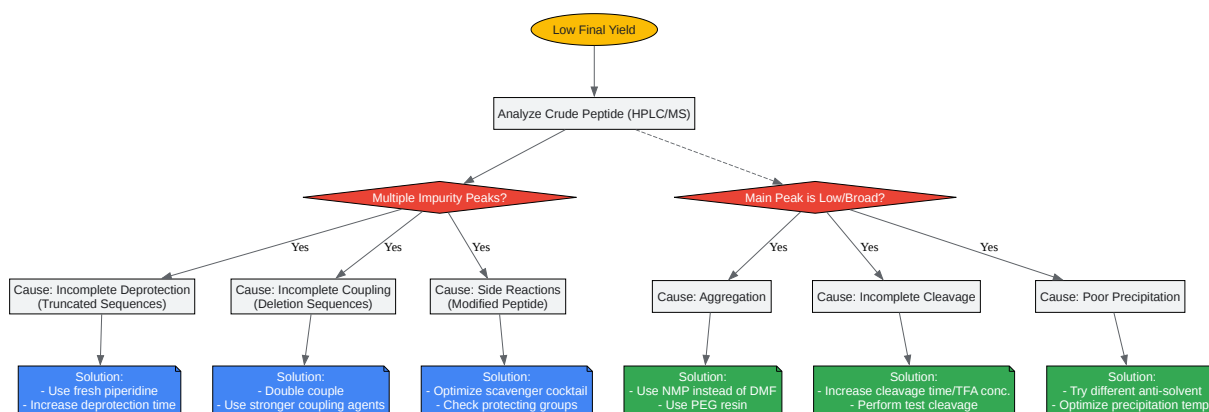 Low Final Yield
Analyze Crude Peptide (HPLC/MS)
Multiple Impurity Peaks?
Main Peak is Low/Broad?
Yes
Yes
Yes
Yes
Yes
Yes
Cause: Incomplete Deprotection
(Truncated Sequences)
Cause: Incomplete Coupling
(Deletion Sequences)
Cause: Side Reactions
(Modified Peptide)
Cause: Aggregation
Cause: Incomplete Cleavage
Cause: Poor Precipitation
Solution:
- Use fresh piperidine
- Increase deprotection time
Solution:
- Double couple
- Use stronger coupling agents
Solution:
- Optimize scavenger cocktail
- Check protecting groups
Solution:
- Use NMP instead of DMF
- Use PEG resin
Solution:
- Increase cleavage time/TFA conc.
- Perform test cleavage
Solution:
- Try different anti-solvent
- Optimize precipitation temp